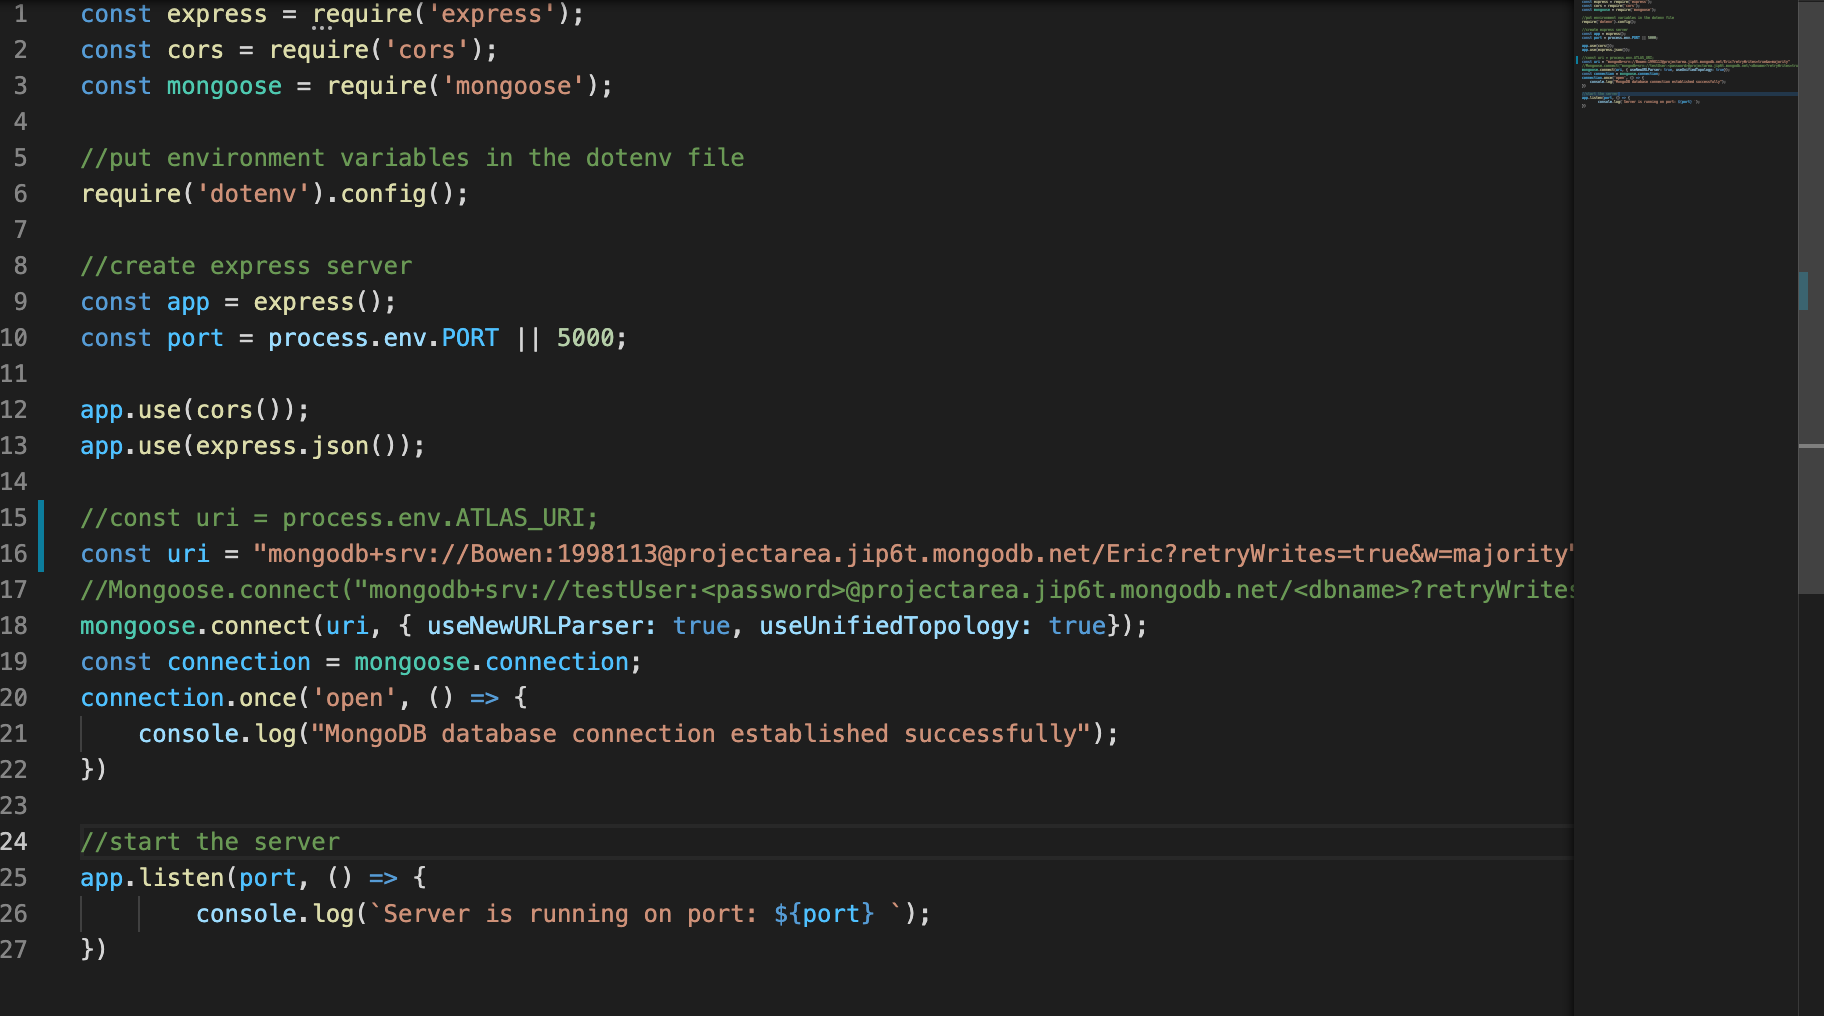 1 const express = require('express');
2 const cors = require('cors');
3 const mongoose = require('mongoose');
4
5 //put environment variables in the dotenv file
6 require('dotenv').config();
7
8 //create express server
9 const app = express();
10 const port = process.env.PORT || 5000;
11
12 app.use(cors());
13 app.use(express.json());
14
15 //const uri = process.env.ATLAS_URI;
16 const uri = "mongodb+srv://Bowen:1998113@projectarea.jip6t.mongodb.net/Eric?retryWrites=true&w=majority"
17 //Mongoose.connect("mongodb+srv://testUser:<password>@projectarea.jip6t.mongodb.net/<dbname>?retryWrites
18 mongoose.connect(uri, { useNewURLParser: true, useUnifiedTopology: true});
19 const connection = mongoose.connection;
20 connection.once('open', () => {
21 console.log("MongoDB database connection established successfully");
22 })
23
24 //start the server
25 app.listen(port, () => {
26 console.log(`Server is running on port: ${port} `);
27 })